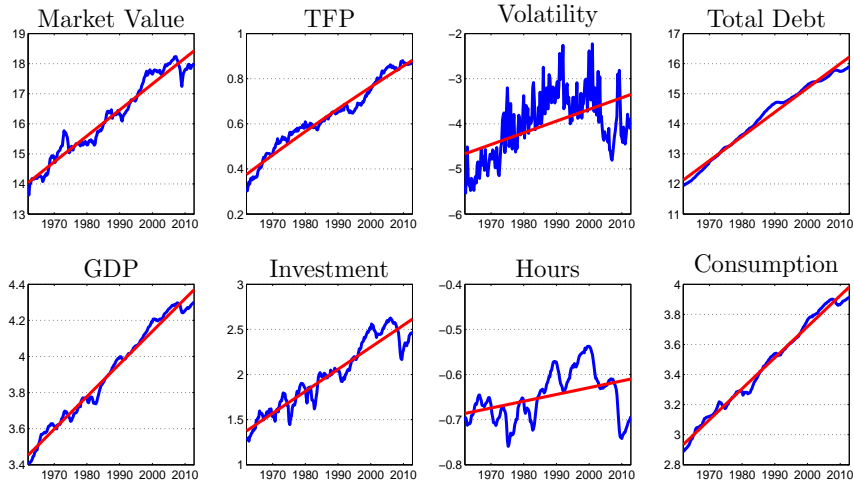 Market Value
TFP
Volatility
Total Debt
19
18
17
16
15
14
13
1970 1980 1990 2000 2010
1
0.8
0.6
0.4
0.2
1970 1980 1990 2000 2010
−2
−3
−4
−5
−6
1970 1980 1990 2000 2010
17
16
15
14
13
12
11
1970 1980 1990 2000 2010
GDP
Investment
Hours
Consumption
4.4
4.2
4
3.8
3.6
3.4
1970 1980 1990 2000 2010
3
2.5
2
1.5
1
1970 1980 1990 2000 2010
−0.4
−0.5
−0.6
−0.7
−0.8
1970 1980 1990 2000 2010
4
3.8
3.6
3.4
3.2
3
2.8
1970 1980 1990 2000 2010